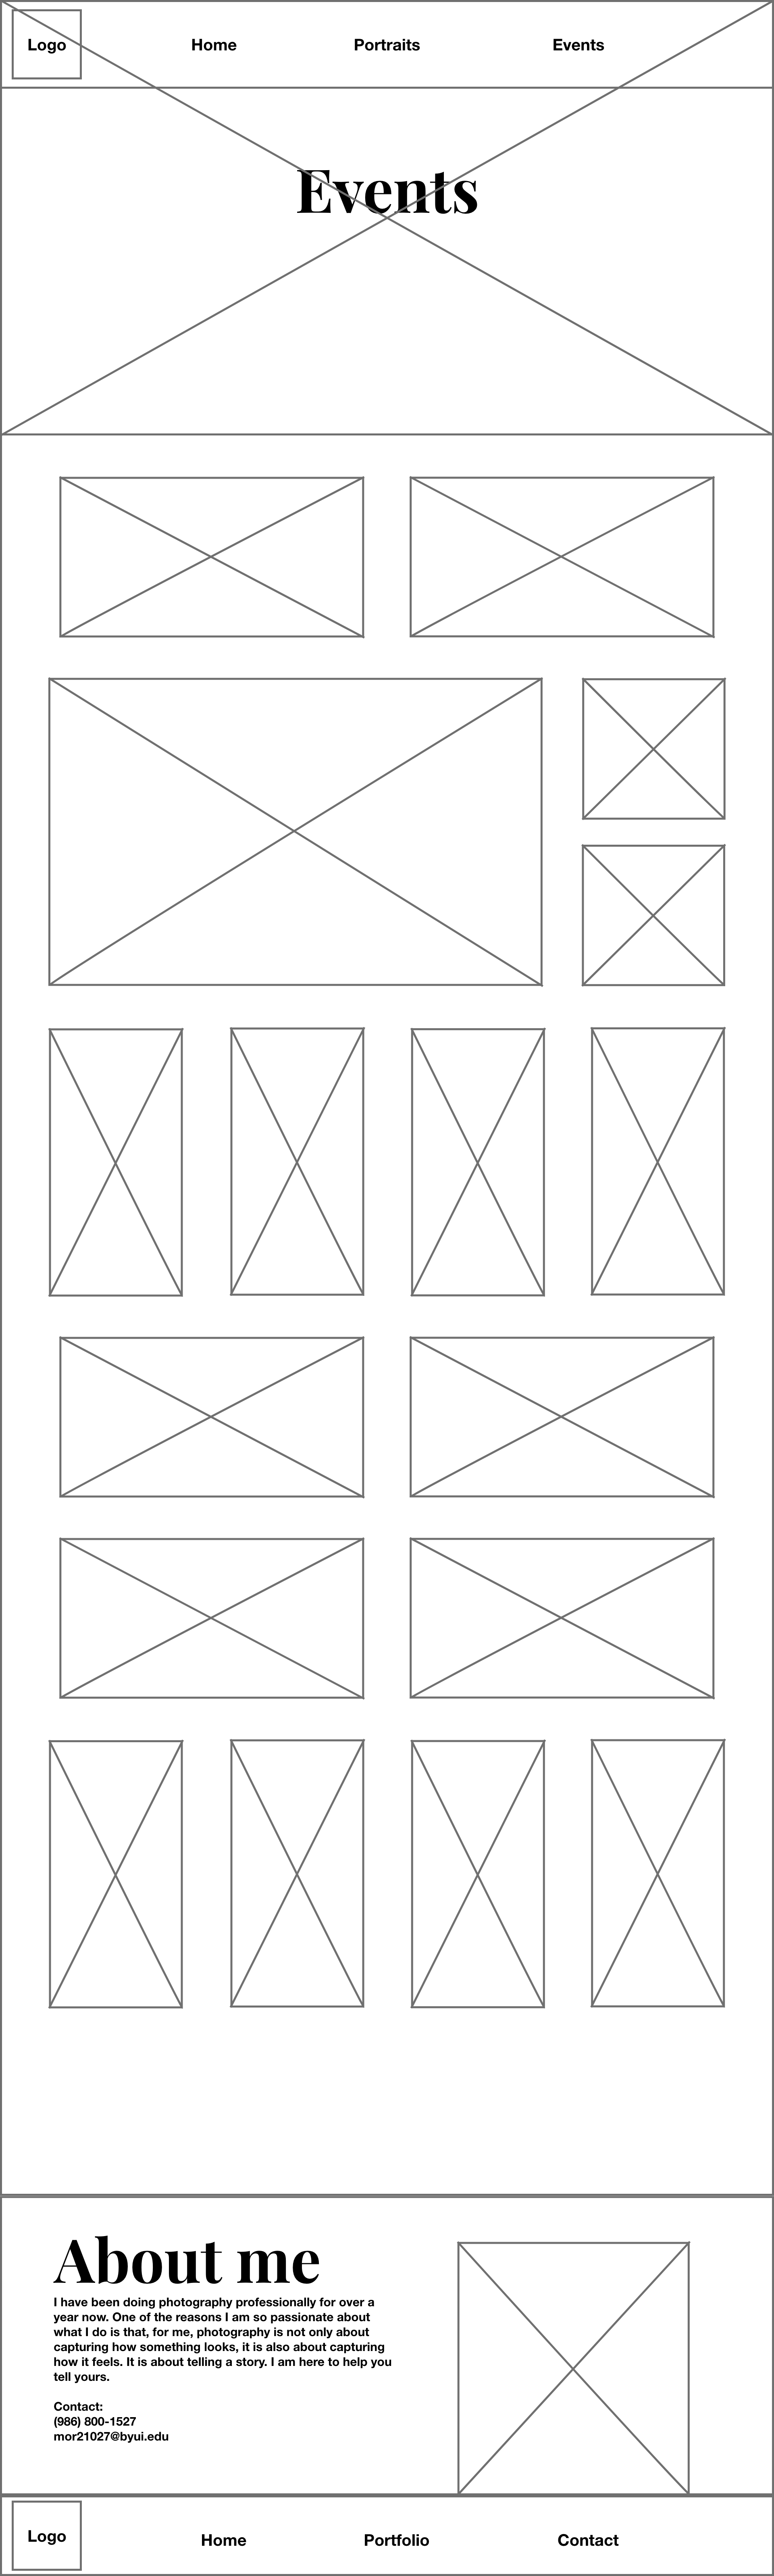 Logo Home Portraits Events
Events
About me
I have been doing photography professionally for over a
year now. One of the reasons I am so passionate about
what I do is that, for me, photography is not only about
capturing how something looks, it is also about capturing
how it feels. It is about telling a story. I am here to help you
tell yours.
Contact:
(986) 800-1527
mor21027@byui.edu
Logo Home Portfolio Contact